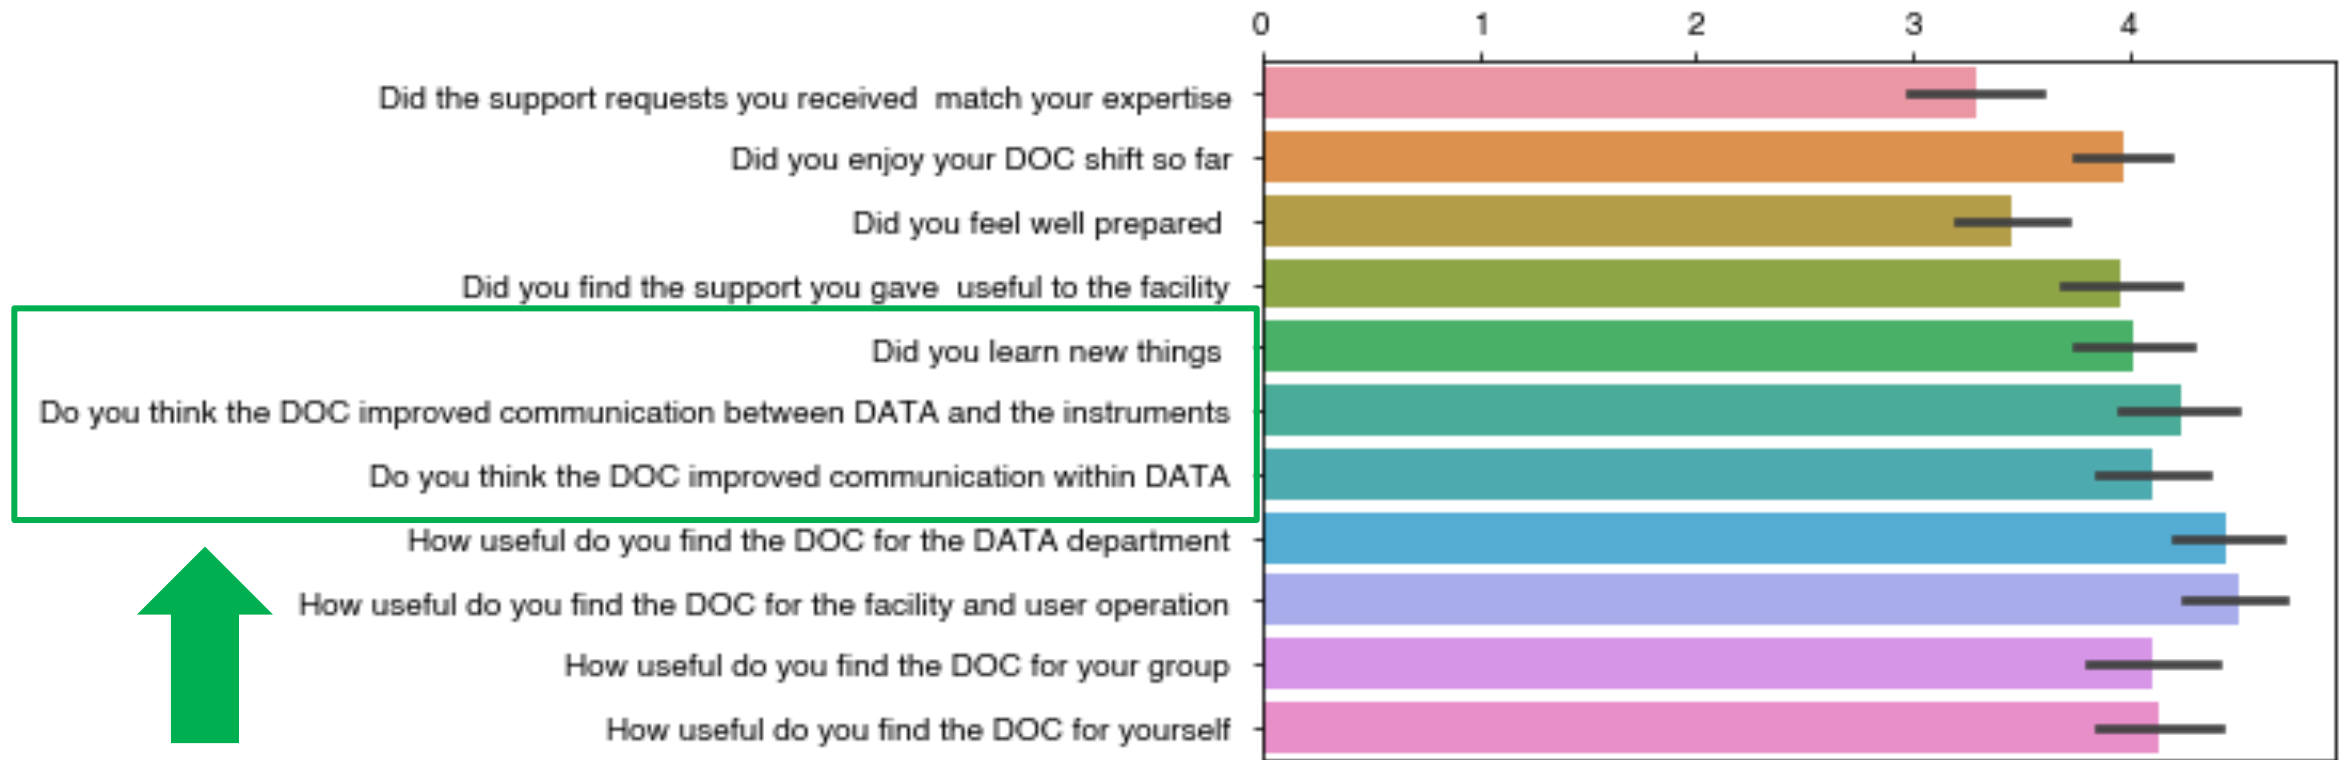 0 1 2 3 4
Did the support requests you received  match your expertise
Did you enjoy your DOC shift so far
Did you feel well prepared
Did you find the support you gave  useful to the facility
Did you learn new things
Do you think the DOC improved communication between DATA and the instruments
Do you think the DOC improved communication within DATA
How useful do you find the DOC for the DATA department
How useful do you find the DOC for the facility and user operation
How useful do you find the DOC for your group
How useful do you find the DOC for yourself